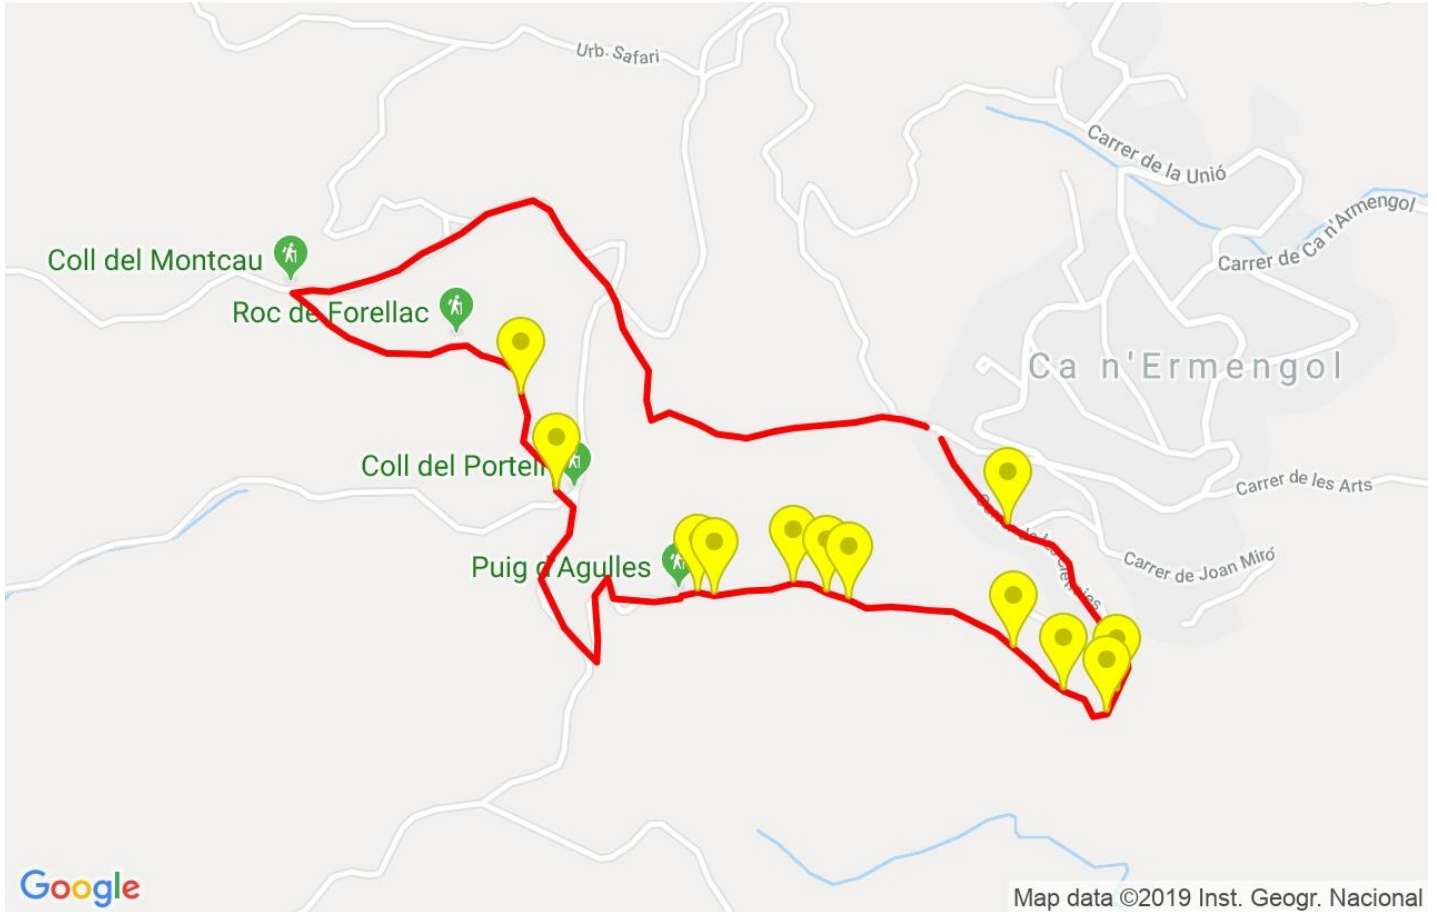 Urb. Safari
Carrer de la Unió
Carrer de Ca n'Armengol
Coll del Montcau
Roc de Forellac
Ca n'Ermengol
Coll del Portell
Carrer de les Arts
Puig d'Agulles
Carrer de Joan Miró
Google
Map data ©2019 Inst. Geogr. Nacional